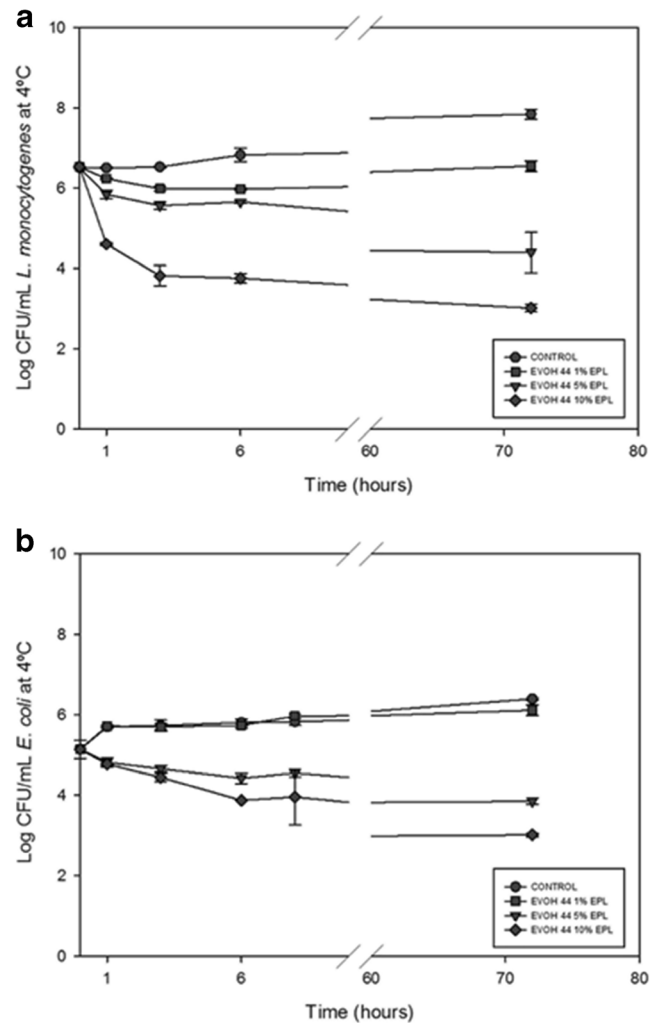 a
10
8
6
4
2
0
Log CFU/mL L. monocytogenes at 4ºC
CONTROL
EVOH 44 1% EPL
EVOH 44 5% EPL
EVOH 44 10% EPL
1 6 60 70 80
Time (hours)
b
10
8
6
4
2
0
Log CFU/mL E. coli at 4ºC
CONTROL
EVOH 44 1% EPL
EVOH 44 5% EPL
EVOH 44 10% EPL
1 6 60 70 80
Time (hours)